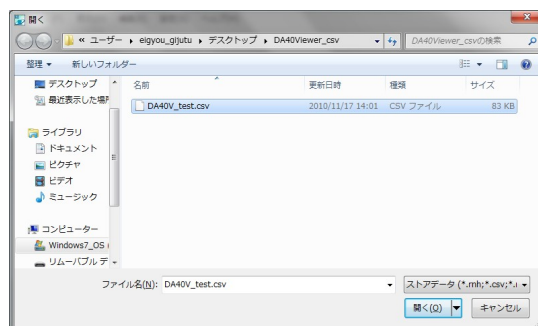 開く
« ユーザー ▸ eigyou_gijutu ▸ デスクトップ ▸ DA40Viewer_csv
DA40Viewer_csvの検索
整理 ▼ 新しいフォルダー
名前 更新日時 種類 サイズ
デスクトップ
最近表示した場所
DA40V_test.csv 2010/11/17 14:01 CSV ファイル 83 KB
ライブラリ
ドキュメント
ピクチャ
ビデオ
ミュージック
コンピューター
Windows7_OS (
リムーバブル デ
ファイル名(N): DA40V_test.csv
ストアデータ (*.mh;*.csv;*.
開く(O)
キャンセル